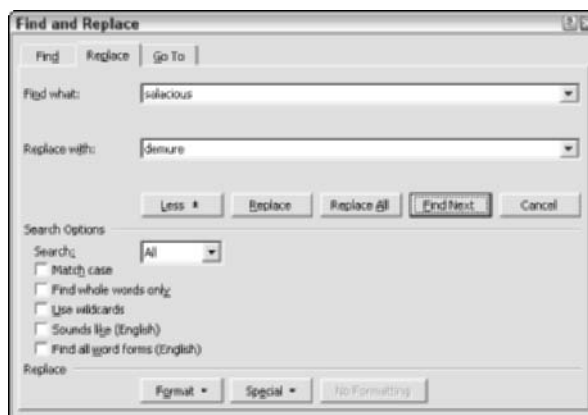 Find and Replace
Find Replace Go To
Find what: salacious
Replace with: demure
Less Replace Replace All Find Next Cancel
Search Options
Search: All
Match case
Find whole words only
Use wildcards
Sounds like (English)
Find all word forms (English)
Replace
Format Special No Formatting